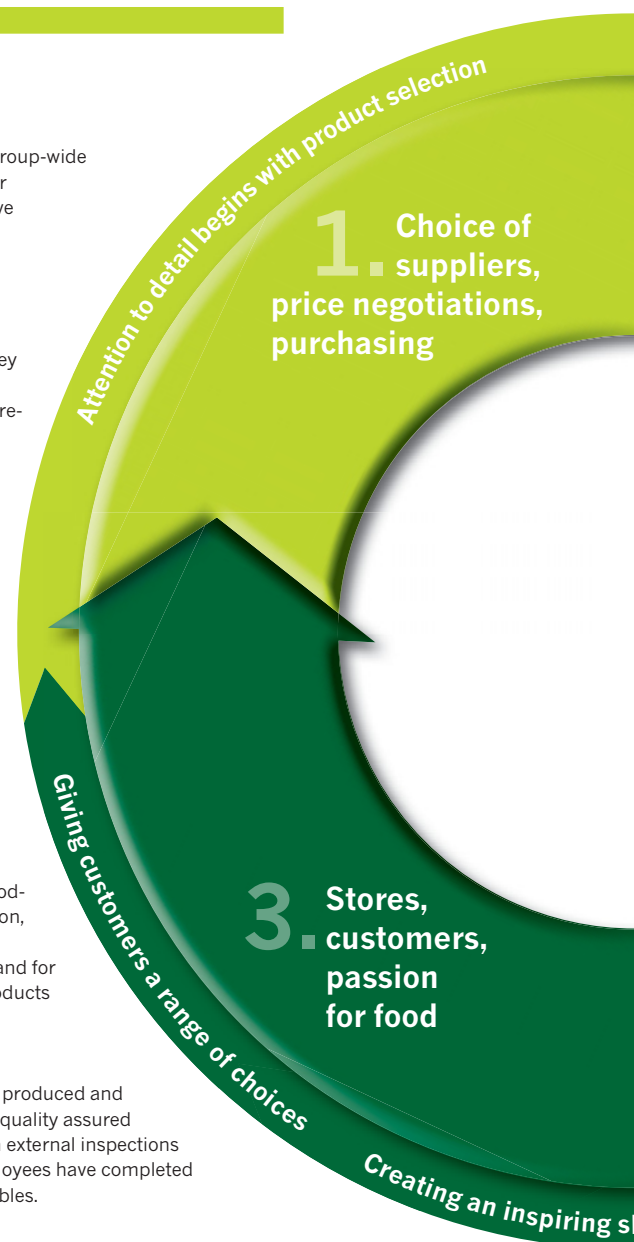 roup-wide
r
ve
ey
re-
od-
on,
and for
oducts
produced and
quality assured
external inspections
oyees have completed
bles.
Attention to detail begins with product selection
1. Choice of
suppliers,
price negotiations,
purchasing
Giving customers a range of choices
3. Stores,
customers,
passion
for food
Creating an inspiring s